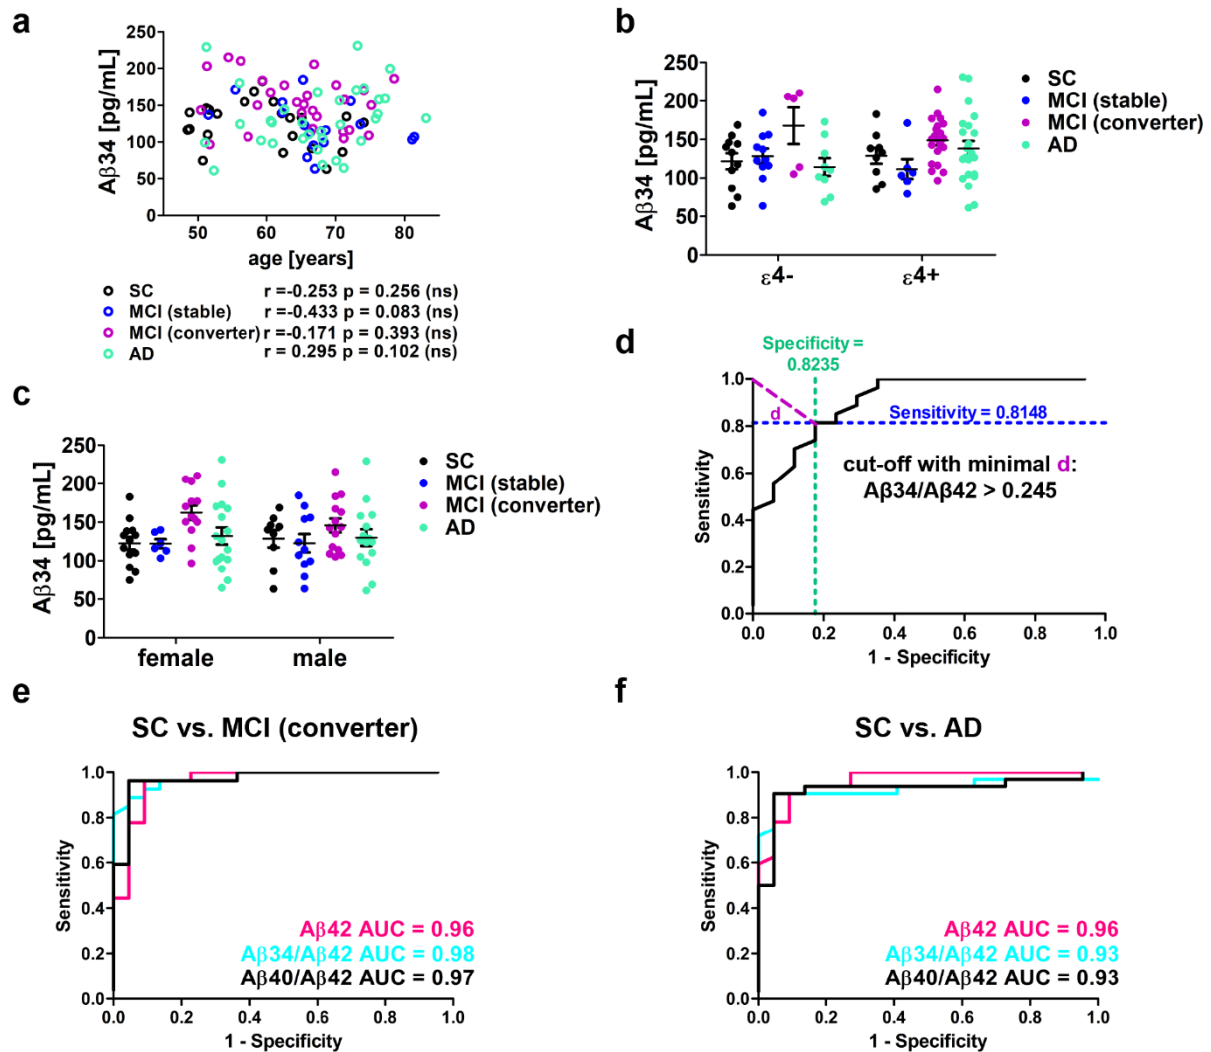 a
Aβ34 [pg/mL]
250
200
150
100
50
0
50 60 70 80
age [years]
SC r =-0.253 p = 0.256 (ns)
MCI (stable) r =-0.433 p = 0.083 (ns)
MCI (converter) r =-0.171 p = 0.393 (ns)
AD r = 0.295 p = 0.102 (ns)
b
Aβ34 [pg/mL]
250
200
150
100
50
0
ε4- ε4+
SC
MCI (stable)
MCI (converter)
AD
c
Aβ34 [pg/mL]
250
200
150
100
50
0
female male
SC
MCI (stable)
MCI (converter)
AD
d
Specificity =
0.8235
Sensitivity
1.0
0.8
0.6
0.4
0.2
0.0
d
Sensitivity = 0.8148
cut-off with minimal d:
Aβ34/Aβ42 > 0.245
0.0 0.2 0.4 0.6 0.8 1.0
1 - Specificity
e
SC vs. MCI (converter)
Sensitivity
1.0
0.8
0.6
0.4
0.2
0.0
Aβ42 AUC = 0.96
Aβ34/Aβ42 AUC = 0.98
Aβ40/Aβ42 AUC = 0.97
0.0 0.2 0.4 0.6 0.8 1.0
1 - Specificity
f
SC vs. AD
Sensitivity
1.0
0.8
0.6
0.4
0.2
0.0
Aβ42 AUC = 0.96
Aβ34/Aβ42 AUC = 0.93
Aβ40/Aβ42 AUC = 0.93
0.0 0.2 0.4 0.6 0.8 1.0
1 - Specificity